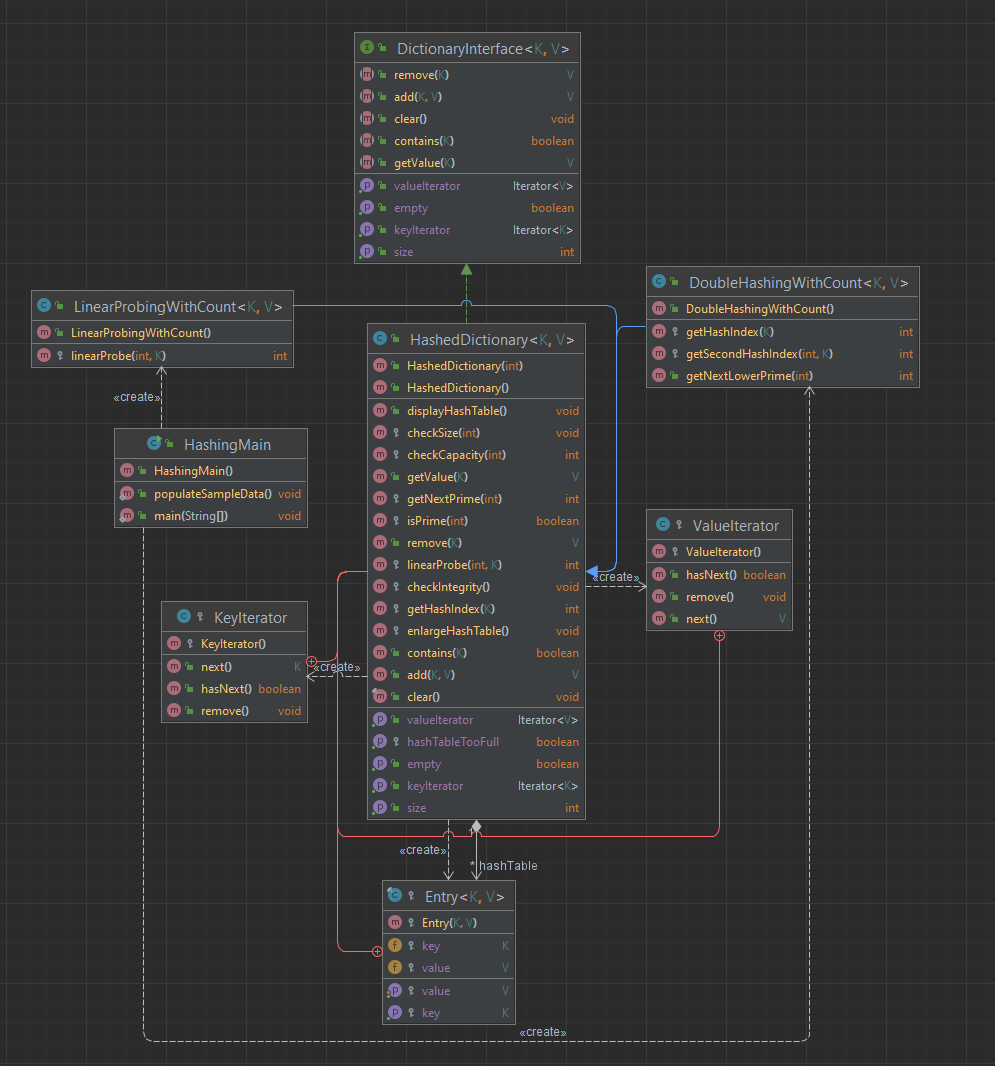 DictionaryInterface<K, V>
remove(K) V
add(K, V) V
clear() void
contains(K) boolean
getValue(K) V
valueIterator Iterator<V>
empty boolean
keyIterator Iterator<K>
size int
LinearProbingWithCount<K, V>
LinearProbingWithCount()
linearProbe(int, K) int
DoubleHashingWithCount<K, V>
DoubleHashingWithCount()
getHashIndex(K) int
getSecondHashIndex(int, K) int
getNextLowerPrime(int) int
«create»
HashingMain
HashingMain()
populateSampleData() void
main(String[]) void
HashedDictionary<K, V>
HashedDictionary(int)
HashedDictionary()
displayHashTable() void
checkSize(int) void
checkCapacity(int) int
getValue(K) V
getNextPrime(int) int
isPrime(int) boolean
remove(K) V
linearProbe(int, K) int
checkIntegrity() void
getHashIndex(K) int
enlargeHashTable() void
contains(K) boolean
add(K, V) V
clear() void
valueIterator Iterator<V>
hashTableTooFull boolean
empty boolean
keyIterator Iterator<K>
size int
ValueIterator
ValueIterator()
hasNext() boolean
remove() void
next() V
«create»
KeyIterator
KeyIterator()
next() K
hasNext() boolean
remove() void
«create»
«create»
* hashTable
Entry<K, V>
Entry(K, V)
key K
value V
value V
key K
«create»